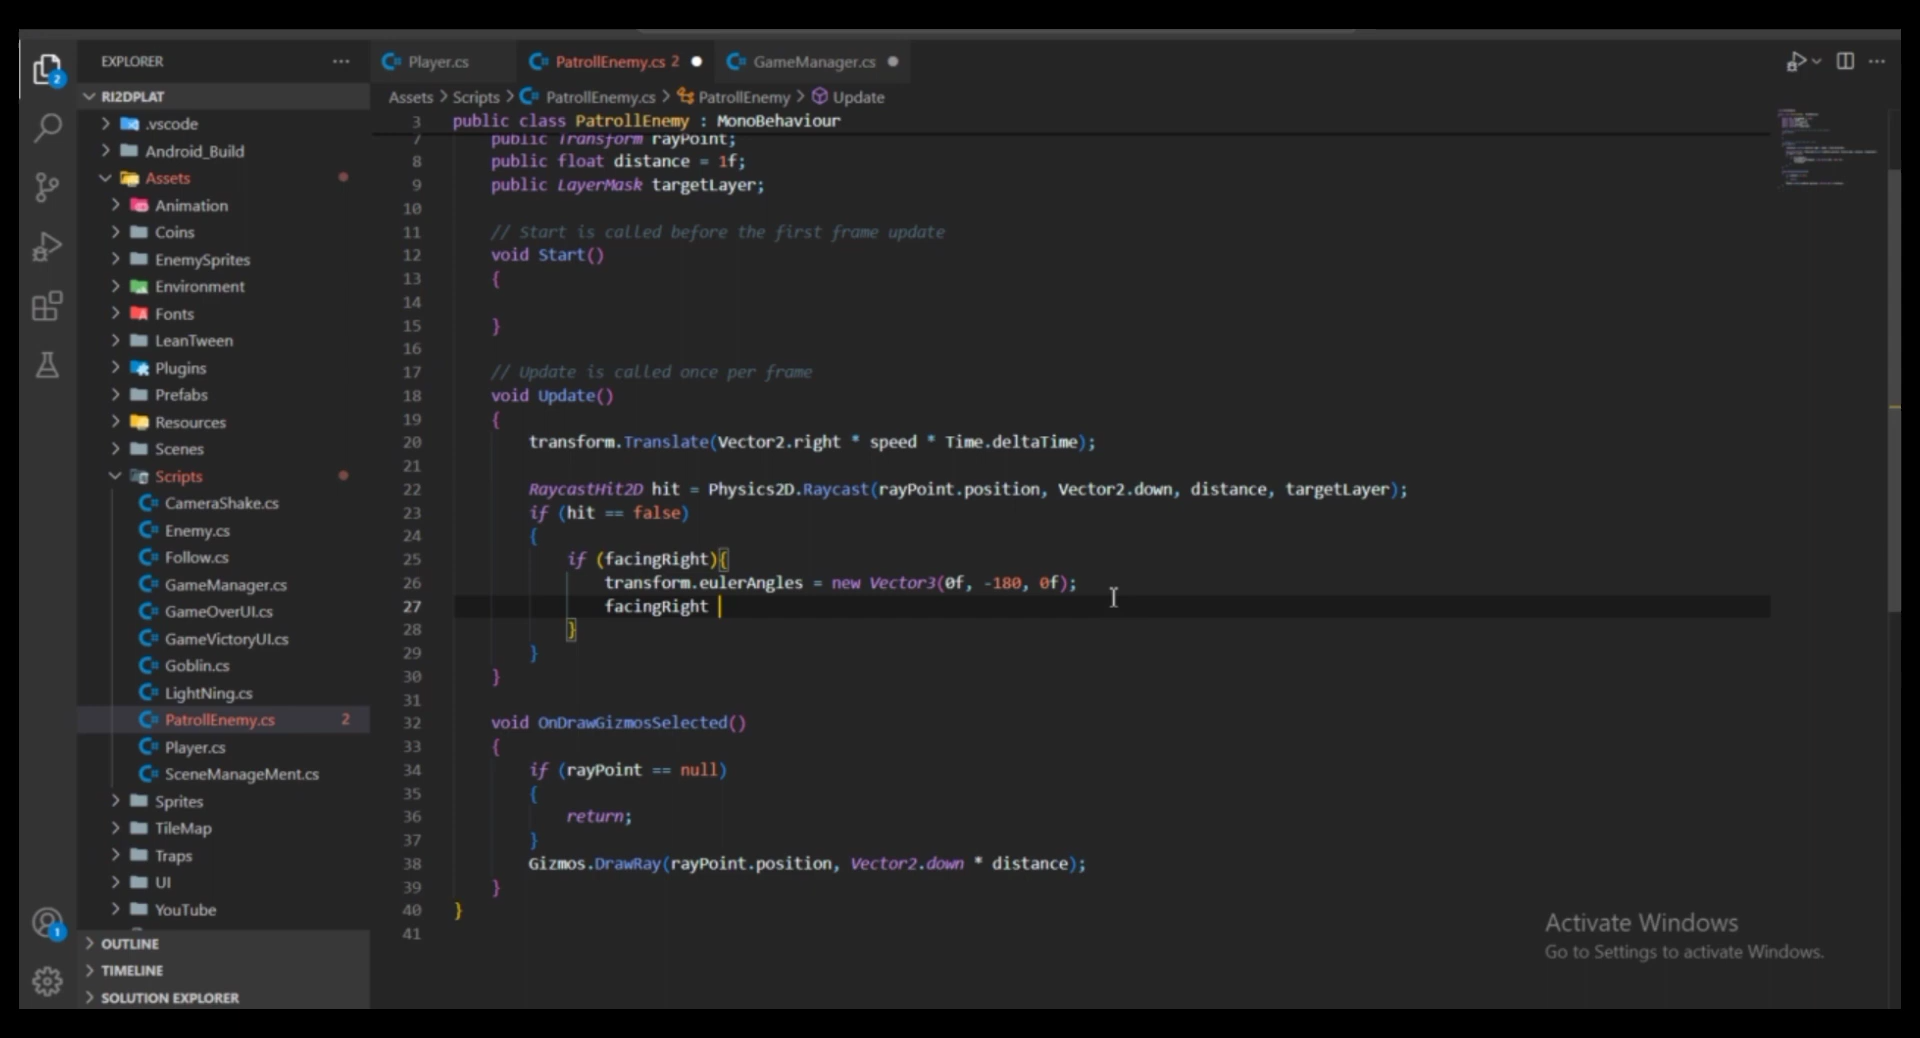 EXPLORER
RI2DPLAT
.vscode
Android_Build
Assets
Animation
Coins
EnemySprites
Environment
Fonts
LeanTween
Plugins
Prefabs
Resources
Scenes
Scripts
CameraShake.cs
Enemy.cs
Follow.cs
GameManager.cs
GameOverUI.cs
GameVictoryUI.cs
Goblin.cs
LightNing.cs
PatrollEnemy.cs 2
Player.cs
SceneManageMent.cs
Sprites
TileMap
Traps
UI
YouTube
OUTLINE
TIMELINE
SOLUTION EXPLORER
2
1
Player.cs PatrollEnemy.cs 2 GameManager.cs
Assets > Scripts > PatrollEnemy.cs > PatrollEnemy > Update
3 public class PatrollEnemy : MonoBehaviour
7 public Transform rayPoint;
8 public float distance = 1f;
9 public LayerMask targetLayer;
10
11 // Start is called before the first frame update
12 void Start()
13 {
14
15 }
16
17 // Update is called once per frame
18 void Update()
19 {
20 transform.Translate(Vector2.right * speed * Time.deltaTime);
21
22 RaycastHit2D hit = Physics2D.Raycast(rayPoint.position, Vector2.down, distance, targetLayer);
23 if (hit == false)
24 {
25 if (facingRight){
26 transform.eulerAngles = new Vector3(0f, -180, 0f);
27 facingRight
28 }
29 }
30 }
31
32 void OnDrawGizmosSelected()
33 {
34 if (rayPoint == null)
35 {
36 return;
37 }
38 Gizmos.DrawRay(rayPoint.position, Vector2.down * distance);
39 }
40 }
41
Activate Windows
Go to Settings to activate Windows.